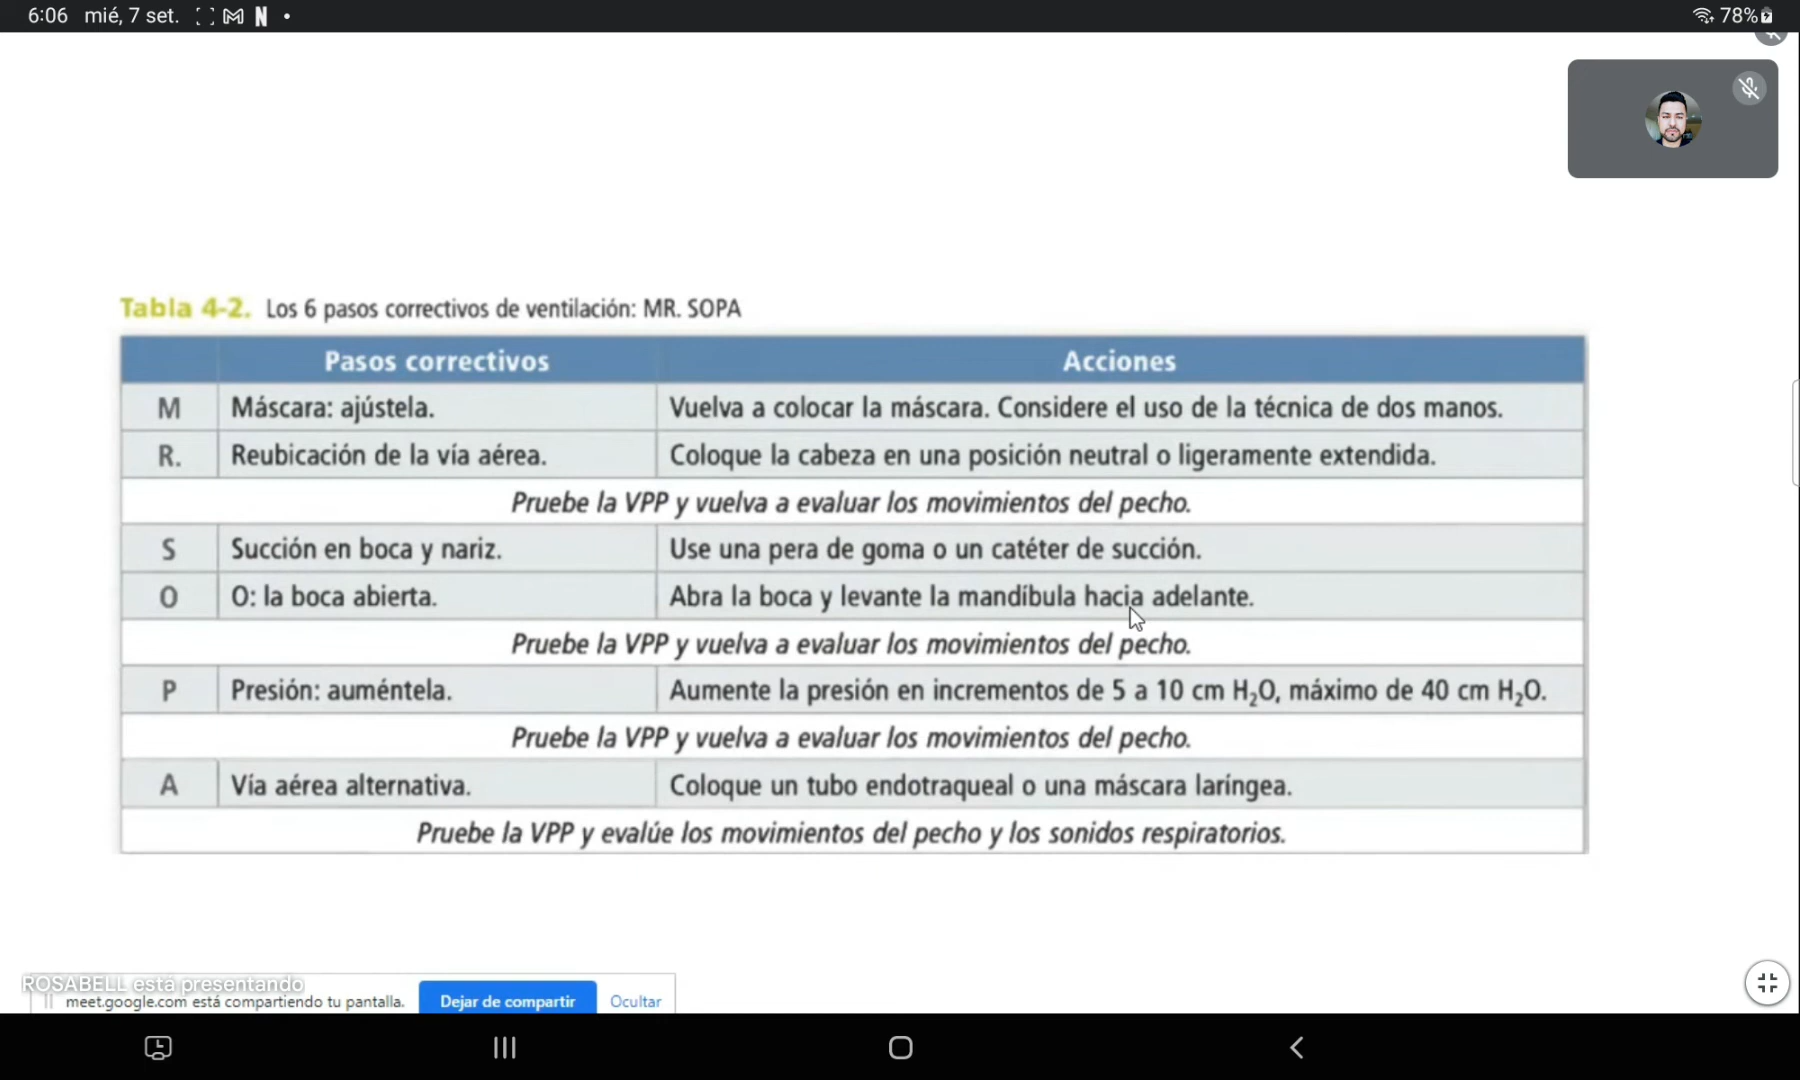 6:06 mié, 7 set.
78%
Tabla 4-2. Los 6 pasos correctivos de ventilación: MR. SOPA
Pasos correctivos Acciones
M Máscara: ajústela. Vuelva a colocar la máscara. Considere el uso de la técnica de dos manos.
R. Reubicación de la vía aérea. Coloque la cabeza en una posición neutral o ligeramente extendida.
Pruebe la VPP y vuelva a evaluar los movimientos del pecho.
S Succión en boca y nariz. Use una pera de goma o un catéter de succión.
O O: la boca abierta. Abra la boca y levante la mandíbula hacia adelante.
Pruebe la VPP y vuelva a evaluar los movimientos del pecho.
P Presión: auméntela. Aumente la presión en incrementos de 5 a 10 cm H₂O, máximo de 40 cm H₂O.
Pruebe la VPP y vuelva a evaluar los movimientos del pecho.
A Vía aérea alternativa. Coloque un tubo endotraqueal o una máscara laríngea.
Pruebe la VPP y evalúe los movimientos del pecho y los sonidos respiratorios.
ROSABELL está presentando
meet.google.com está compartiendo tu pantalla. Dejar de compartir Ocultar